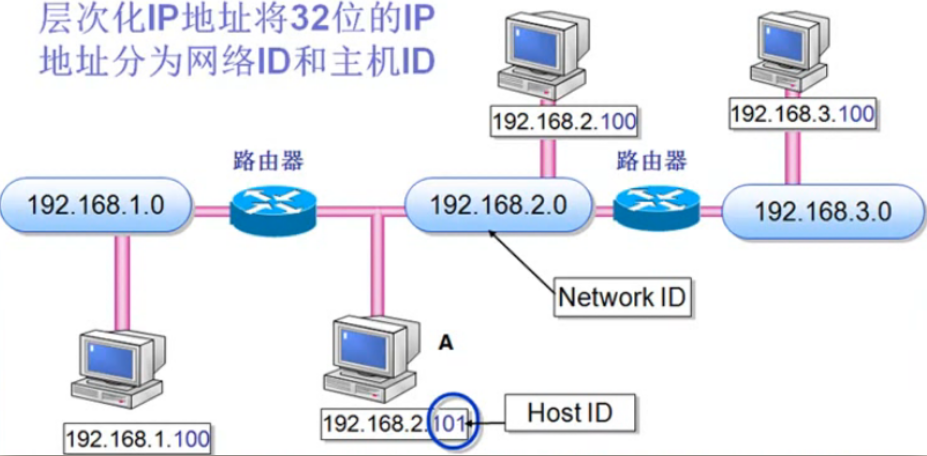 层次化IP地址将32位的IP
地址分为网络ID和主机ID
192.168.2.100
192.168.3.100
路由器
路由器
192.168.1.0
192.168.2.0
192.168.3.0
Network ID
A
192.168.2.101
Host ID
192.168.1.100